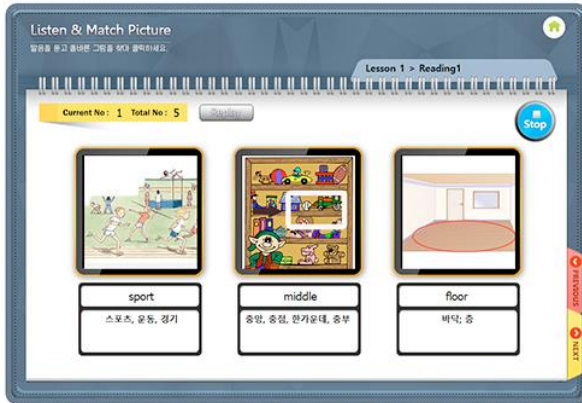 Listen & Match Picture
말음을 듣고 올바른 그림을 찾아 클릭하세요.
Lesson 1 > Reading1
Current No : 1 Total No : 5
Replay
Stop
sport
middle
floor
스포츠, 운동, 경기
중앙, 중점, 한가운데, 중부
바닥; 층
PREVIOUS
NEXT